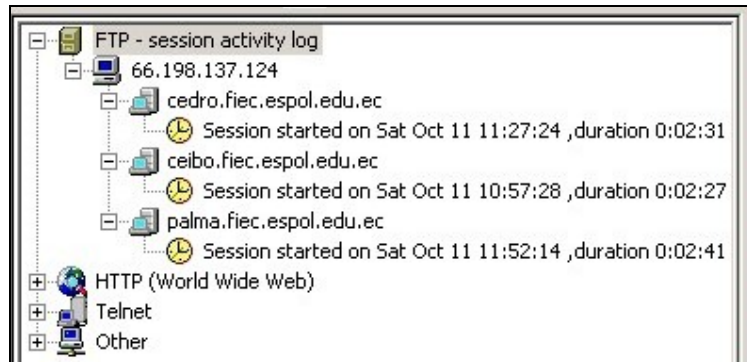 FTP - session activity log
66.198.137.124
cedro.fiec.espol.edu.ec
Session started on Sat Oct 11 11:27:24 ,duration 0:02:31
ceibo.fiec.espol.edu.ec
Session started on Sat Oct 11 10:57:28 ,duration 0:02:27
palma.fiec.espol.edu.ec
Session started on Sat Oct 11 11:52:14 ,duration 0:02:41
HTTP (World Wide Web)
Telnet
Other